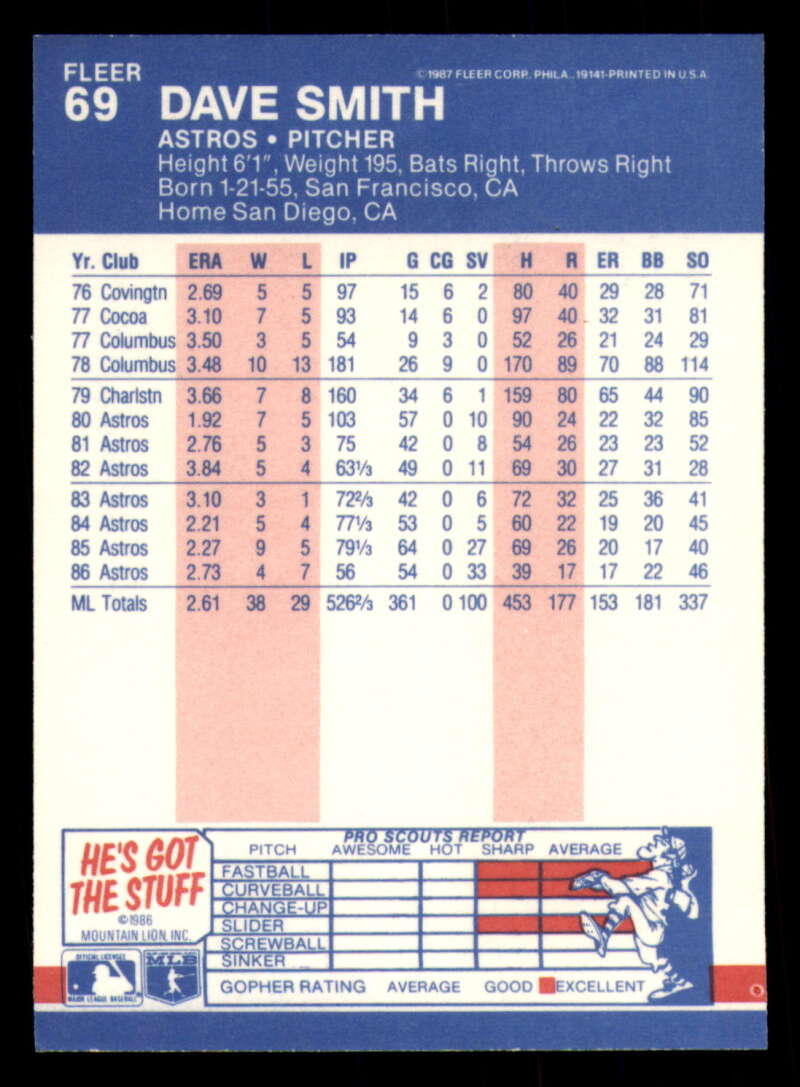 FLEER
©1987 FLEER CORP., PHILA., 19141-PRINTED IN U.S.A.
69 DAVE SMITH
ASTROS • PITCHER
Height 6'1", Weight 195, Bats Right, Throws Right
Born 1-21-55, San Francisco, CA
Home San Diego, CA
Yr. Club ERA W L IP G CG SV H R ER BB SO
76 Covingtn 2.69 5 5 97 15 6 2 80 40 29 28 71
77 Cocoa 3.10 7 5 93 14 6 0 97 40 32 31 81
77 Columbus 3.50 3 5 54 9 3 0 52 26 21 24 29
78 Columbus 3.48 10 13 181 26 9 0 170 89 70 88 114
79 Charlstn 3.66 7 8 160 34 6 1 159 80 65 44 90
80 Astros 1.92 7 5 103 57 0 10 90 24 22 32 85
81 Astros 2.76 5 3 75 42 0 8 54 26 23 23 52
82 Astros 3.84 5 4 63⅓ 49 0 11 69 30 27 31 28
83 Astros 3.10 3 1 72⅔ 42 0 6 72 32 25 36 41
84 Astros 2.21 5 4 77⅓ 53 0 5 60 22 19 20 45
85 Astros 2.27 9 5 79⅓ 64 0 27 69 26 20 17 40
86 Astros 2.73 4 7 56 54 0 33 39 17 17 22 46
ML Totals 2.61 38 29 526⅔ 361 0 100 453 177 153 181 337
HE'S GOT
THE STUFF
©1986
MOUNTAIN LION, INC.
PRO SCOUTS REPORT
PITCH AWESOME HOT SHARP AVERAGE
FASTBALL
CURVEBALL
CHANGE-UP
SLIDER
SCREWBALL
SINKER
GOPHER RATING AVERAGE GOOD EXCELLENT
OFFICIAL LICENSEE
MAJOR LEAGUE BASEBALL
MLB